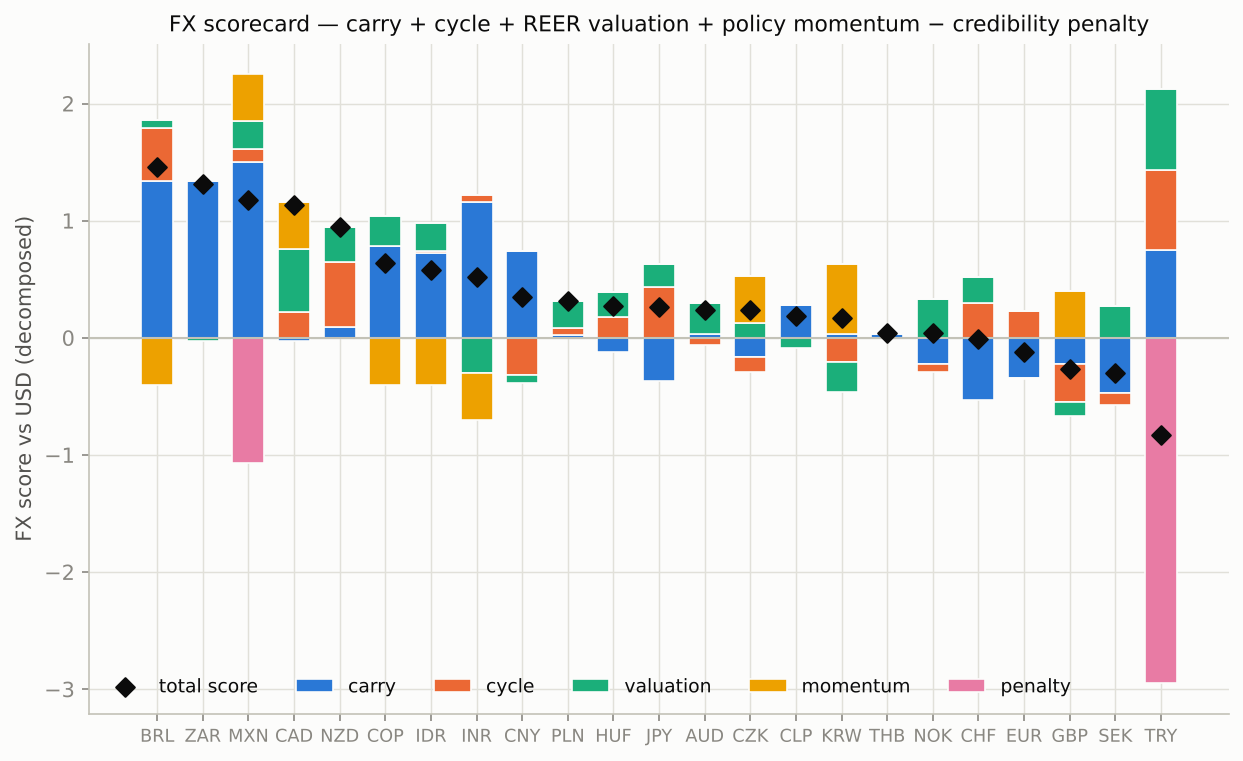 FX scorecard — carry + cycle + REER valuation + policy momentum − credibility penalty
FX score vs USD (decomposed)
2
1
0
−1
−2
−3
total score carry cycle valuation momentum penalty
BRL ZAR MXN CAD NZD COP IDR INR CNY PLN HUF JPY AUD CZK CLP KRW THB NOK CHF EUR GBP SEK TRY